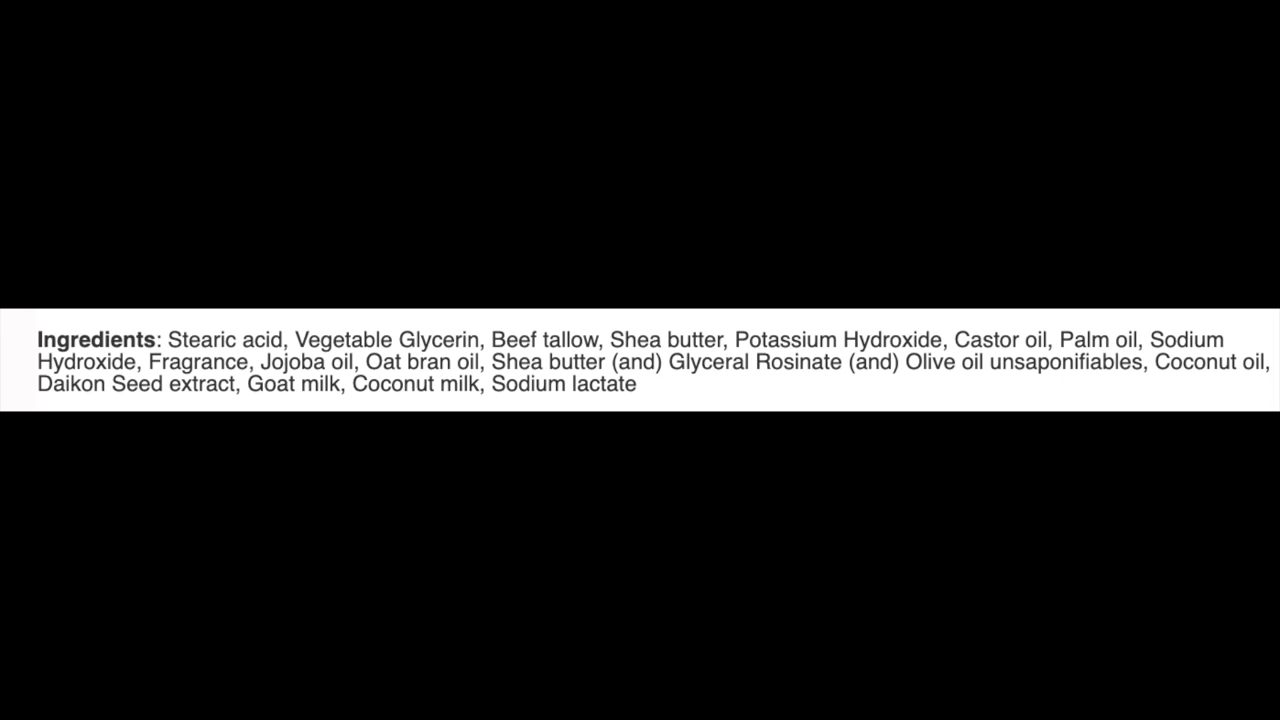 Ingredients: Stearic acid, Vegetable Glycerin, Beef tallow, Shea butter, Potassium Hydroxide, Castor oil, Palm oil, Sodium
Hydroxide, Fragrance, Jojoba oil, Oat bran oil, Shea butter (and) Glyceral Rosinate (and) Olive oil unsaponifiables, Coconut oil,
Daikon Seed extract, Goat milk, Coconut milk, Sodium lactate